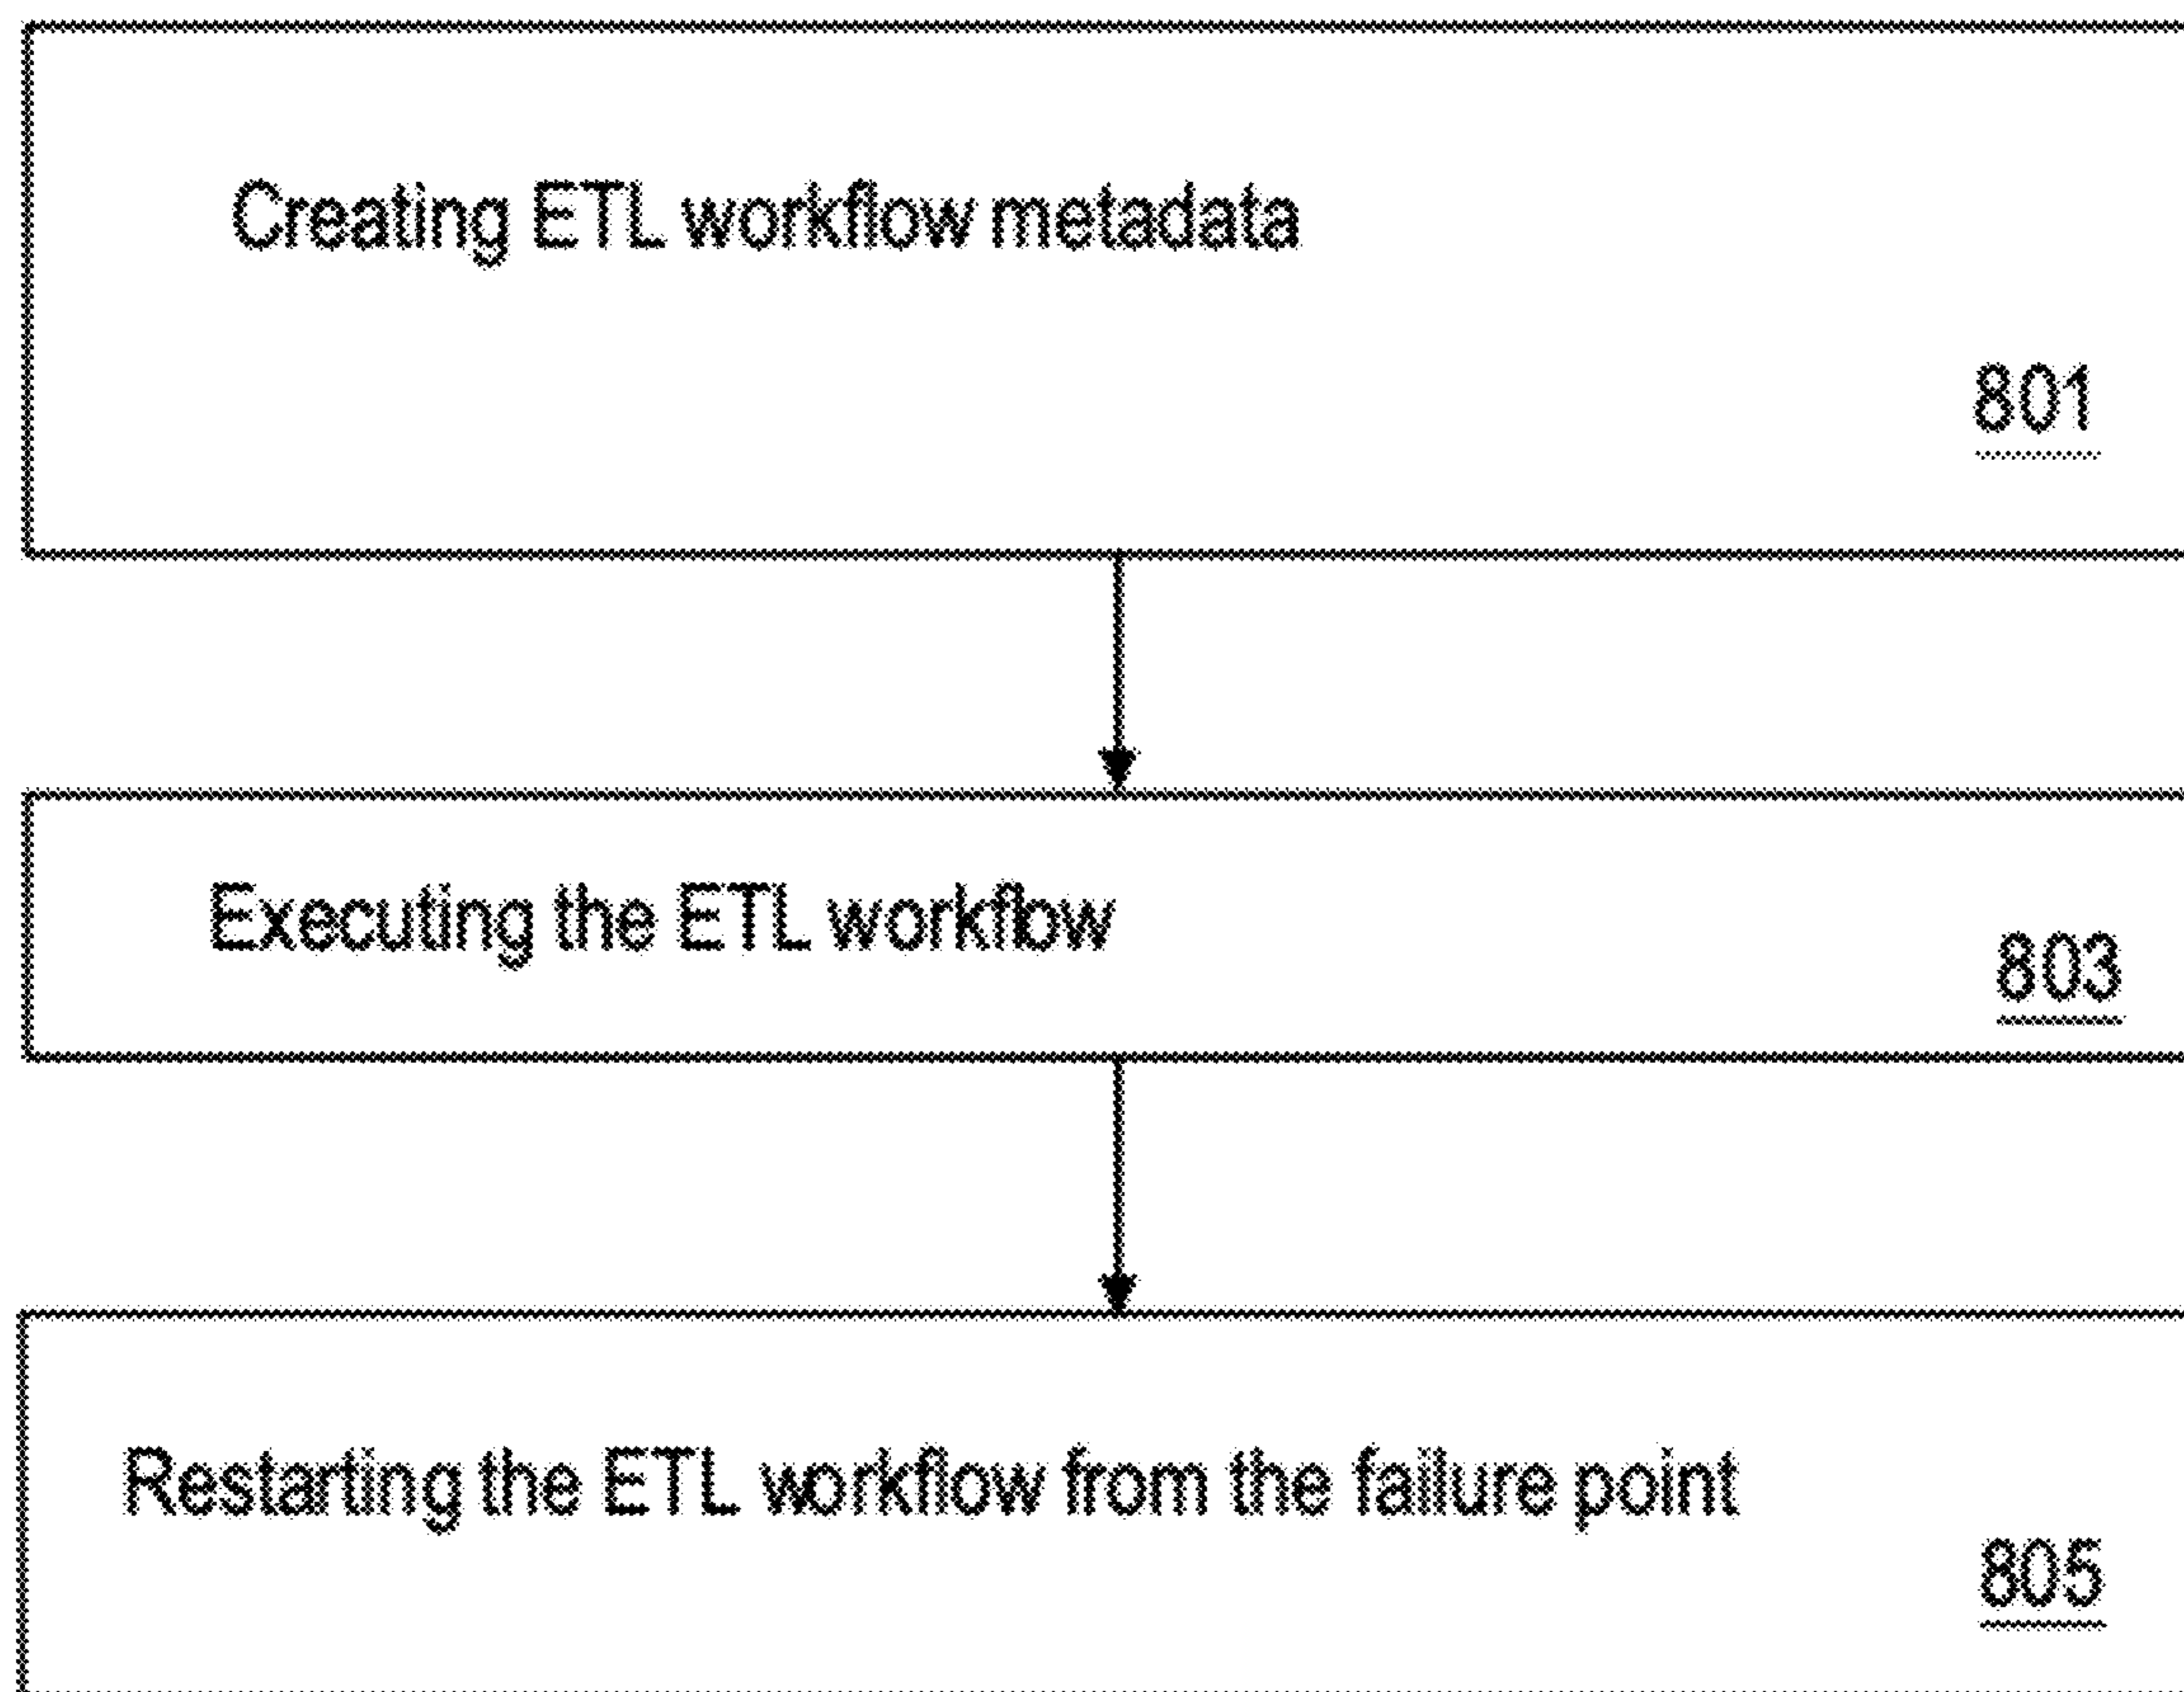 Creating ETL workflow metadata
801
Executing the ETL workflow
803
Restarting the ETL workflow from the failure point
805